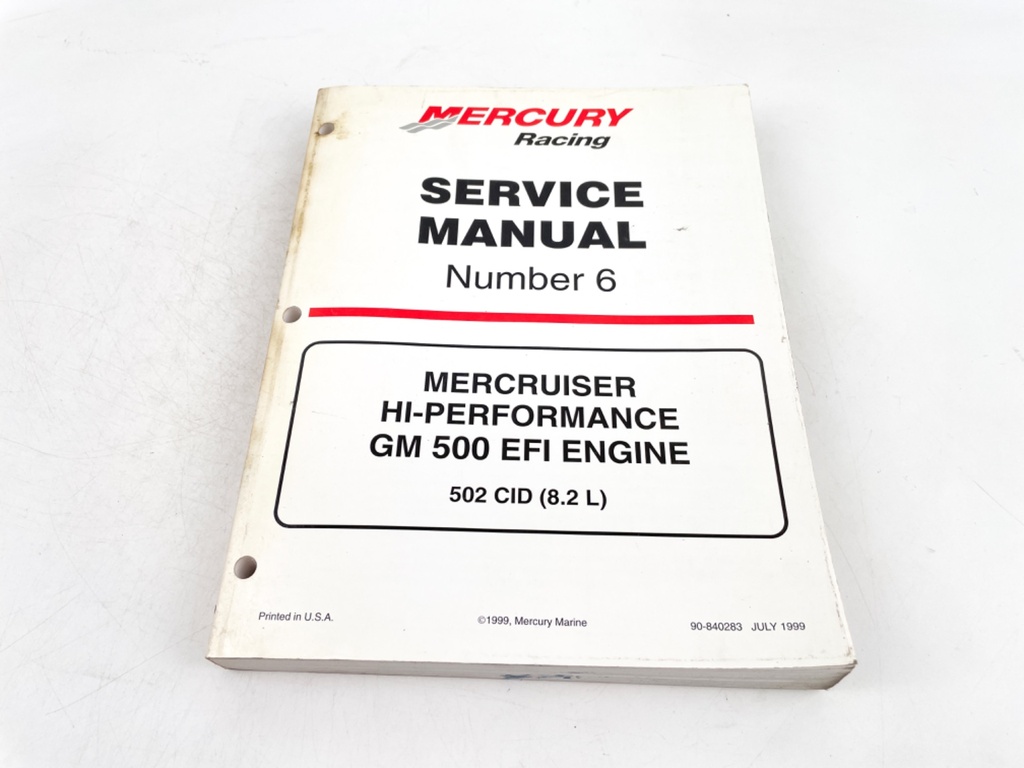 MERCURY
Racing
SERVICE
MANUAL
Number 6
MERCRUISER
HI-PERFORMANCE
GM 500 EFI ENGINE
502 CID (8.2 L)
Printed in U.S.A. ©1999, Mercury Marine 90-840283 JULY 1999